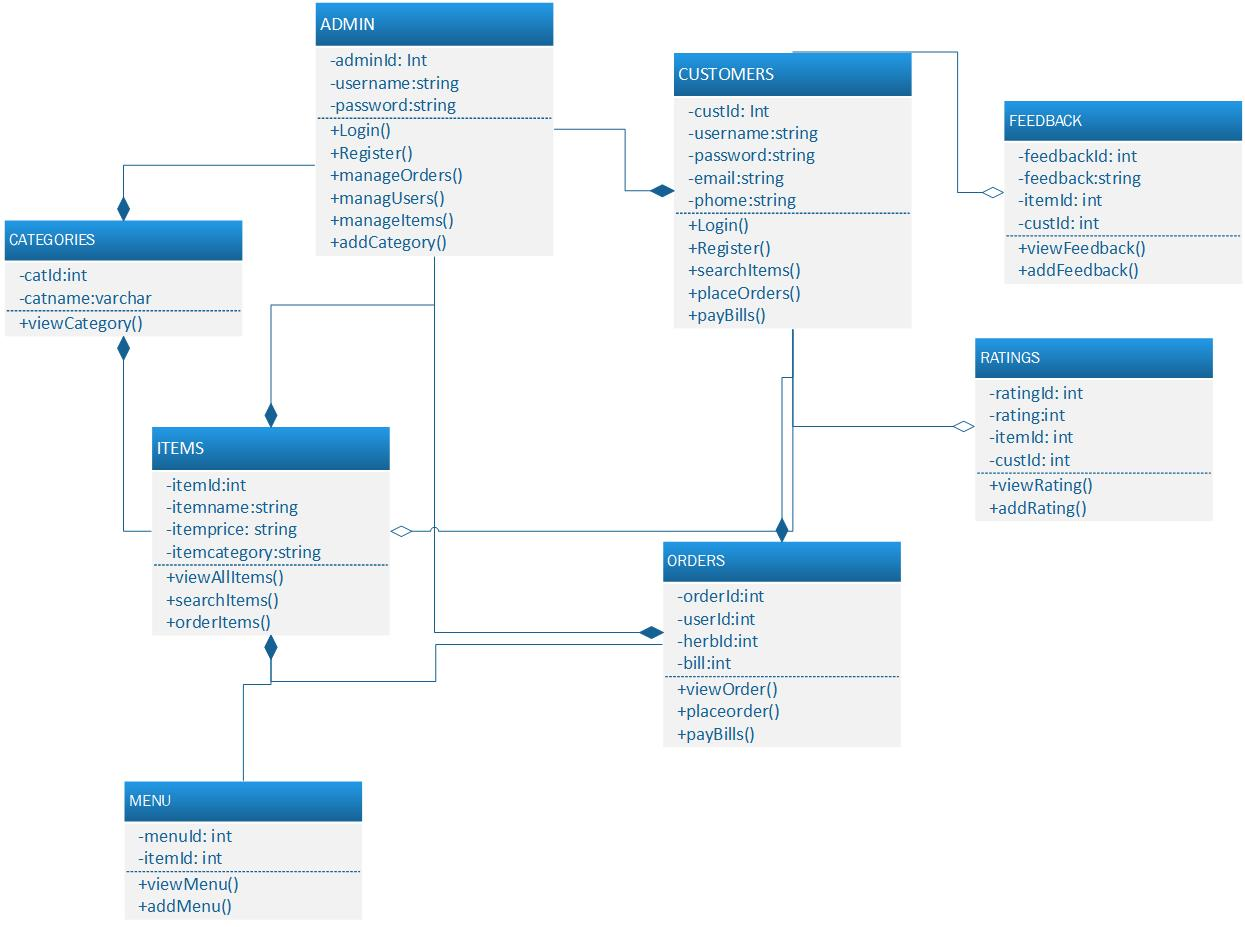 ADMIN
-adminId: Int
-username:string
-password:string
+Login()
+Register()
+manageOrders()
+managUsers()
+manageItems()
+addCategory()
CUSTOMERS
-custId: Int
-username:string
-password:string
-email:string
-phome:string
+Login()
+Register()
+searchItems()
+placeOrders()
+payBills()
FEEDBACK
-feedbackId: int
-feedback:string
-itemId: int
-custId: int
+viewFeedback()
+addFeedback()
CATEGORIES
-catId:int
-catname:varchar
+viewCategory()
RATINGS
-ratingId: int
-rating:int
-itemId: int
-custId: int
+viewRating()
+addRating()
ITEMS
-itemId:int
-itemname:string
-itemprice: string
-itemcategory:string
+viewAllItems()
+searchItems()
+orderItems()
ORDERS
-orderId:int
-userId:int
-herbId:int
-bill:int
+viewOrder()
+placeorder()
+payBills()
MENU
-menuId: int
-itemId: int
+viewMenu()
+addMenu()